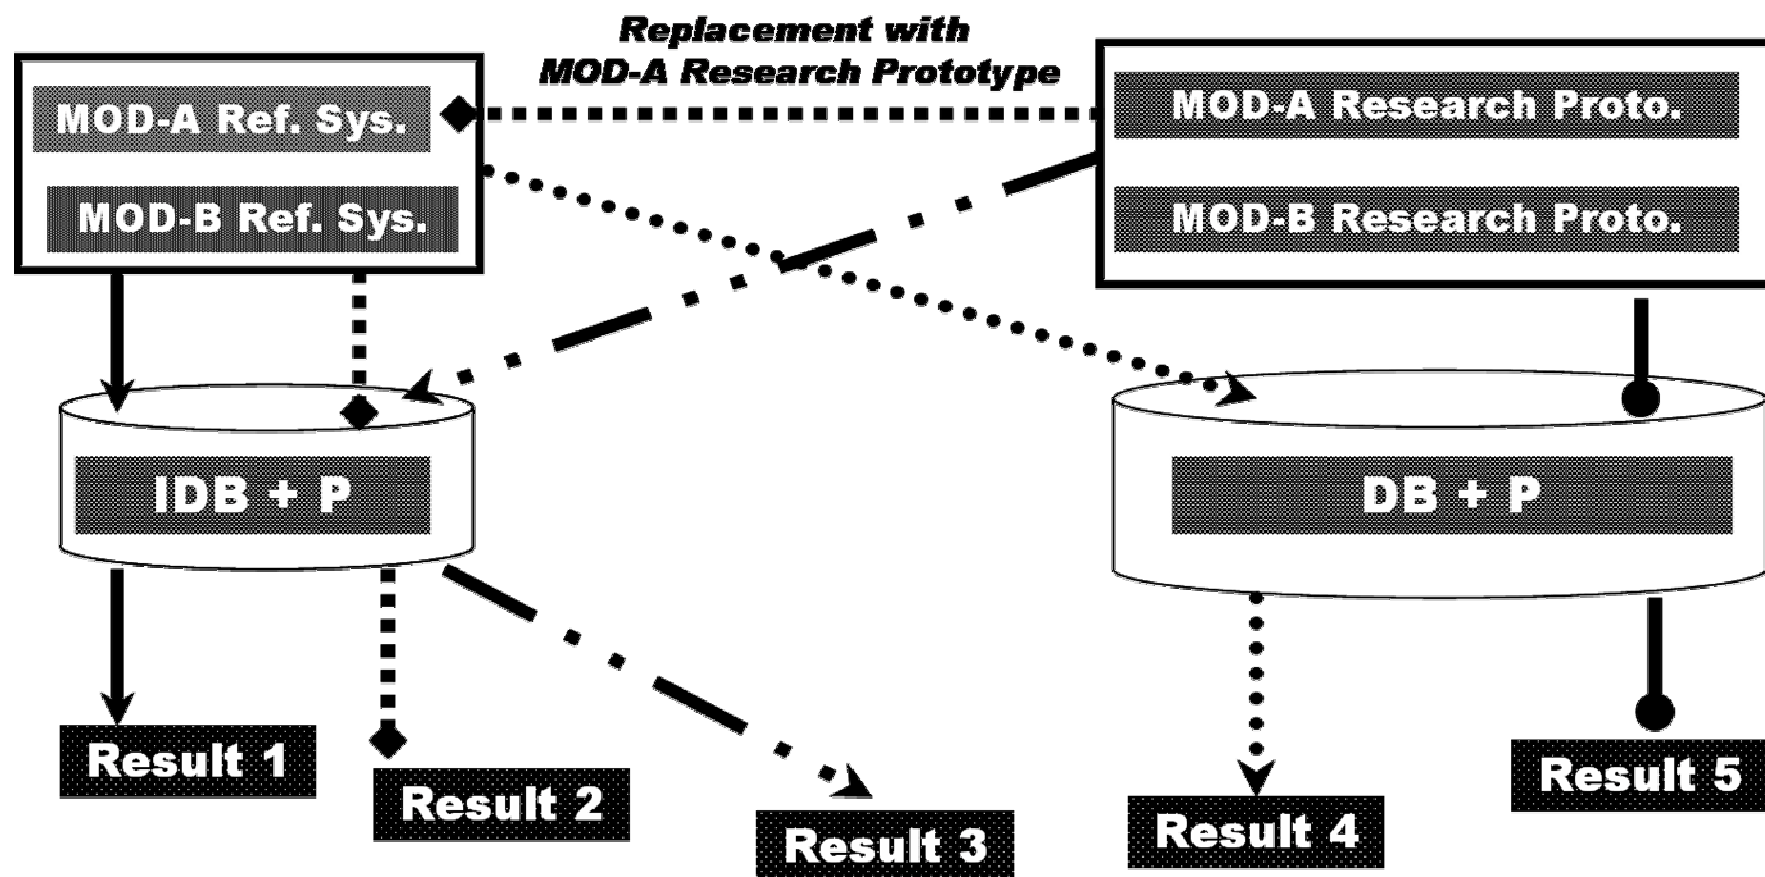 Replacement with
MOD-A Research Prototype
MOD-A Ref. Sys.
MOD-B Ref. Sys.
MOD-A Research Proto.
MOD-B Research Proto.
IDB + P
DB + P
Result 1
Result 2
Result 3
Result 4
Result 5